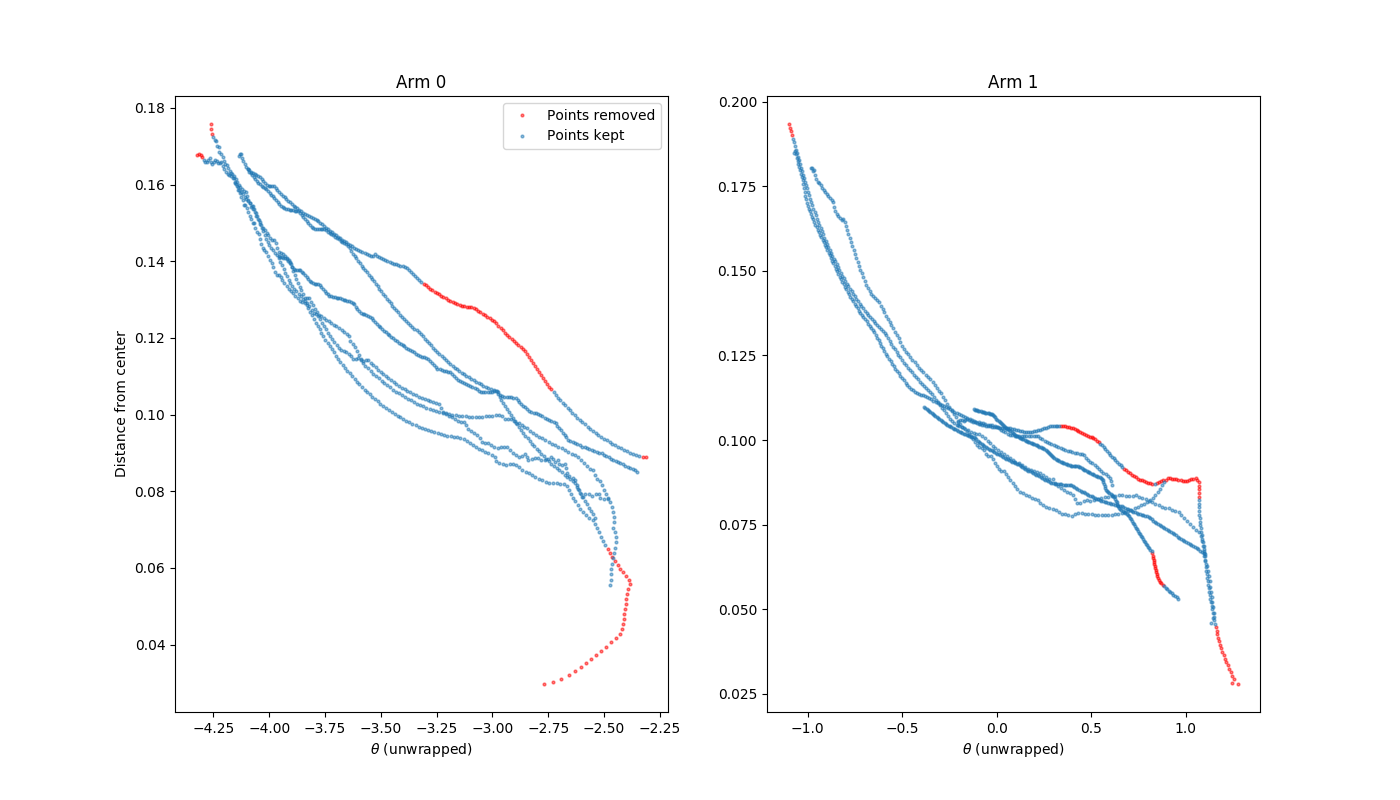 Arm 0
Points removed
Points kept
0.18
0.16
0.14
0.12
0.10
0.08
0.06
0.04
Distance from center
−4.25 −4.00 −3.75 −3.50 −3.25 −3.00 −2.75 −2.50 −2.25
θ (unwrapped)
Arm 1
0.200
0.175
0.150
0.125
0.100
0.075
0.050
0.025
−1.0 −0.5 0.0 0.5 1.0
θ (unwrapped)